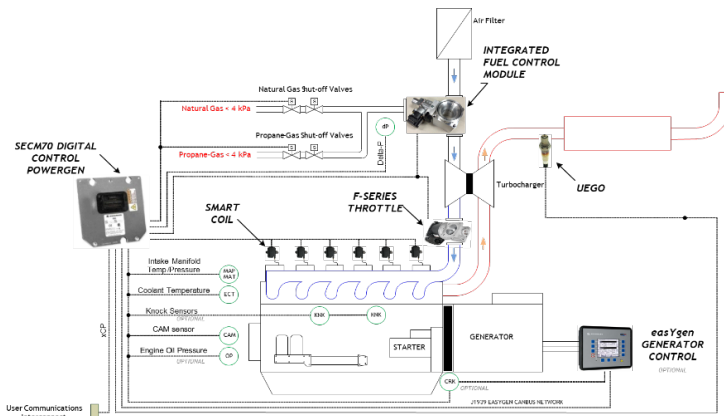 Air Filter
INTEGRATED
FUEL CONTROL
MODULE
Natural Gas Shut-off Valves
Natural Gas < 4 kPa
dP
Propane-Gas Shut-off Valves
Propane-Gas < 4 kPa
Delta-P
SECM70 DIGITAL
CONTROL
POWERGEN
UEGO
Turbocharger
F-SERIES
THROTTLE
SMART
COIL
Intake Manifold
Temp/Pressure
MAP
MAT
Coolant Temperature
ECT
Knock Sensors
OPTIONAL
KNK
KNK
CAM sensor
CAM
Engine Oil Pressure
OPTIONAL
OP
xCP
STARTER
GENERATOR
easYgen
GENERATOR
CONTROL
OPTIONAL
CRK
OPTIONAL
J1939 EASYGEN CANBUS NETWORK
User Communications